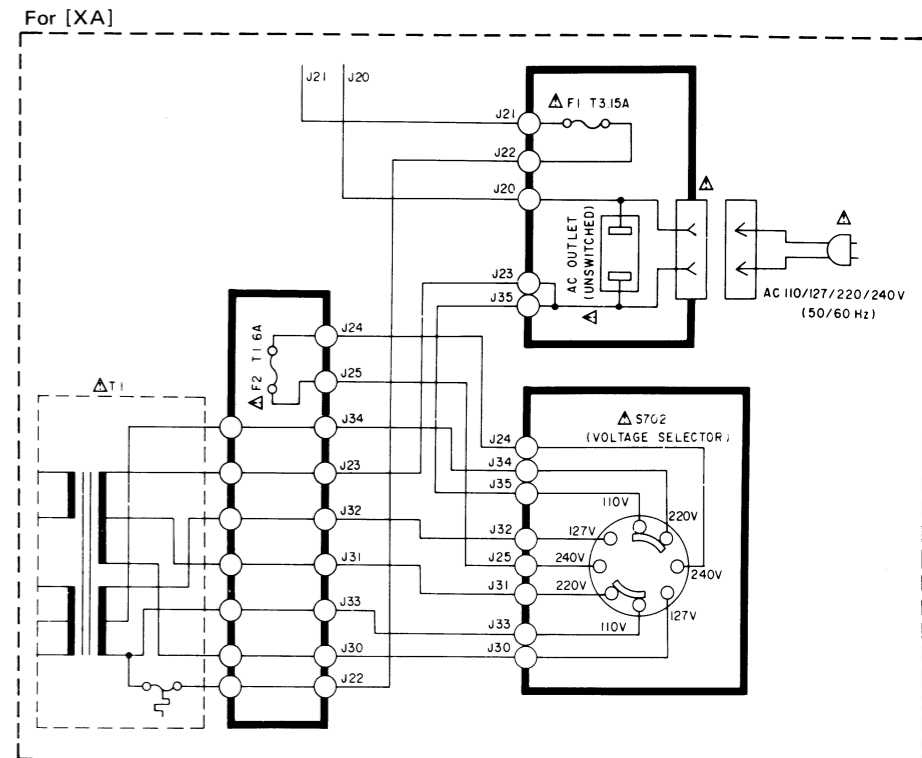 For [XA]
J21 J20
J21
⚠ F1 T3.15A
J22
J20
⚠
AC OUTLET
(UNSWITCHED)
⚠
⚠
AC 110/127/220/240V
(50/60 Hz)
J23
J35
J24
⚠ F2 T1.6A
J25
J34
⚠ T1
J23
J32
J31
J33
J30
J22
⚠ S702
(VOLTAGE SELECTOR)
J24
J34
J35
110V
220V
J32
127V
J25
240V
240V
J31
220V
127V
J33
110V
J30